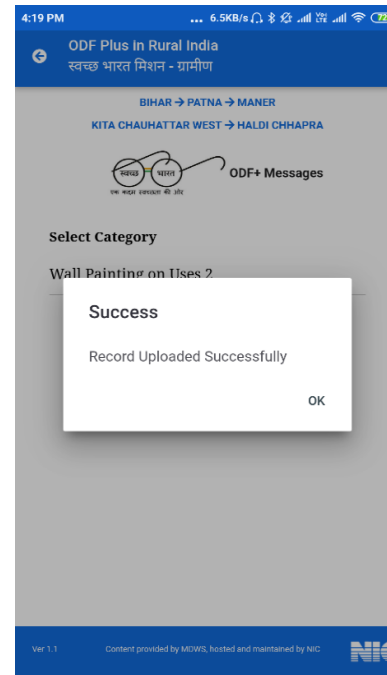 4:19 PM ... 6.5KB/s 72
ODF Plus in Rural India
स्वच्छ भारत मिशन - ग्रामीण
BIHAR → PATNA → MANER
KITA CHAUHATTAR WEST → HALDI CHHAPRA
स्वच्छ भारत
एक कदम स्वच्छता की ओर
ODF+ Messages
Select Category
Wall Painting on Uses 2
Success
Record Uploaded Successfully
OK
Ver 1.1 Content provided by MDWS, hosted and maintained by NIC